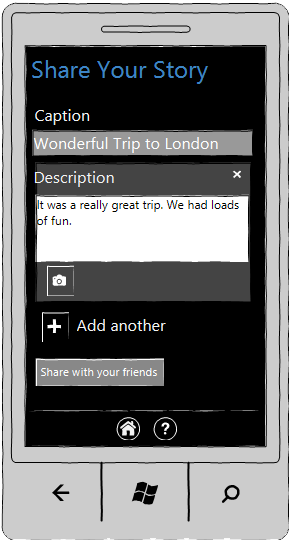 Share Your Story
Caption
Wonderful Trip to London
Description
It was a really great trip. We had loads
of fun.
Add another
Share with your friends
?